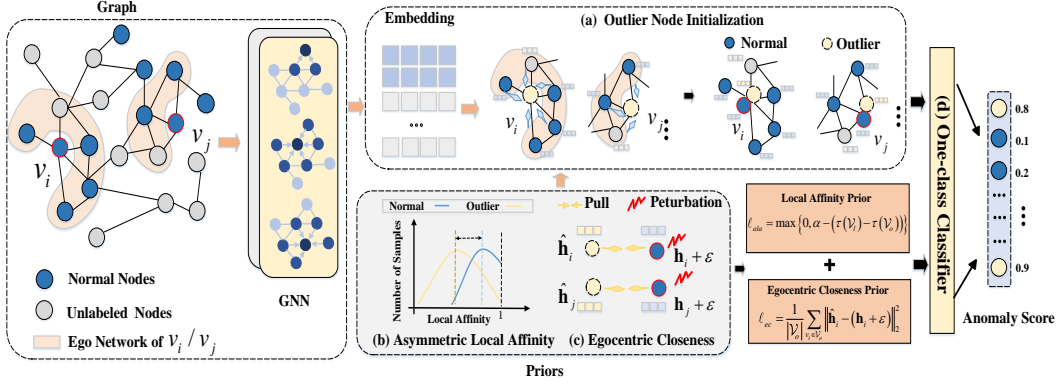 Graph
v_i
v_j
Normal Nodes
Unlabeled Nodes
Ego Network of v_i / v_j
GNN
Embedding
(a) Outlier Node Initialization
Normal
Outlier
v_i
v_j
v_i
v_j
Normal
Outlier
Number of Samples
Local Affinity
1
(b) Asymmetric Local Affinity
Pull
Peturbation
ĥ_i
h_i + ε
ĥ_j
h_j + ε
(c) Egocentric Closeness
Priors
Local Affinity Prior
ℓ_ala = max{0, α − (τ(𝒱_l) − τ(𝒱_o))}
+
Egocentric Closeness Prior
ℓ_ec = 1/|𝒱_o| ∑_{v_i∈𝒱_o} ‖ĥ_i − (h_i + ε)‖₂²
(d) One-class Classifier
0.8
0.1
0.2
0.9
Anomaly Score